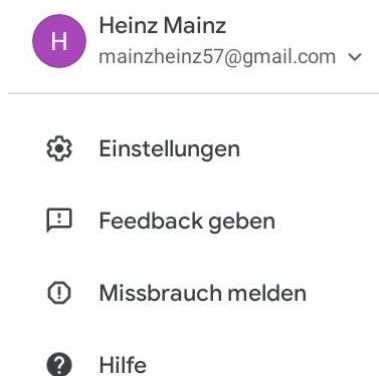 H
Heinz Mainz
mainzheinz57@gmail.com
Einstellungen
Feedback geben
Missbrauch melden
Hilfe